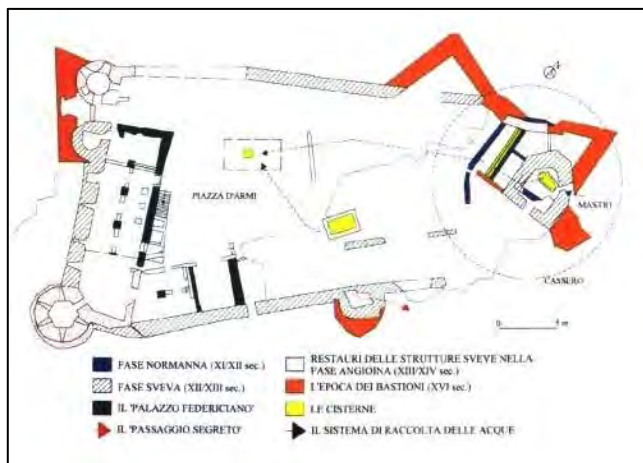 PIAZZA D'ARMI
MASTIO
CASSERO
0 5 m
FASE NORMANNA (XI/XII sec.)
FASE SVEVA (XII/XIII sec.)
IL 'PALAZZO FEDERICIANO'
IL 'PASSAGGIO SEGRETO'
RESTAURI DELLE STRUTTURE SVEVE NELLA
FASE ANGIOINA (XIII/XIV sec.)
L'EPOCA DEI BASTIONI (XVI sec.)
LE CISTERNE
IL SISTEMA DI RACCOLTA DELLE ACQUE